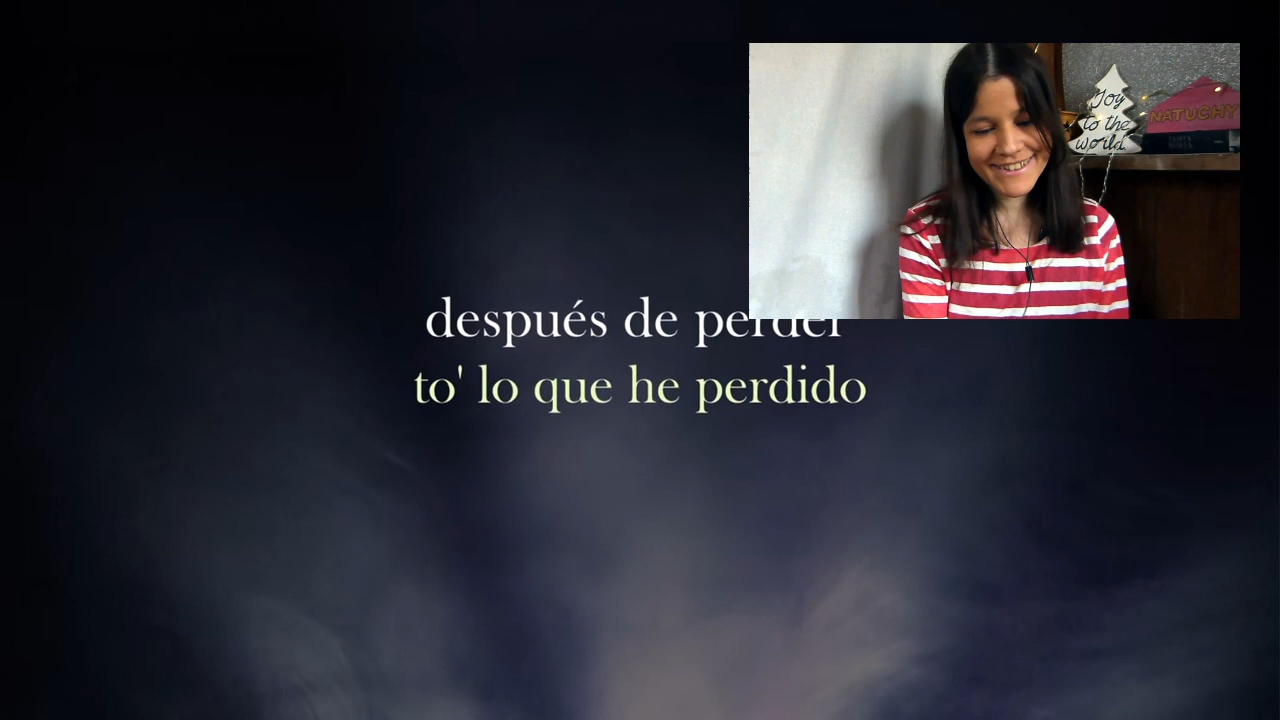 Joy
to the
world
NATUCHY
después de perder
to' lo que he perdido